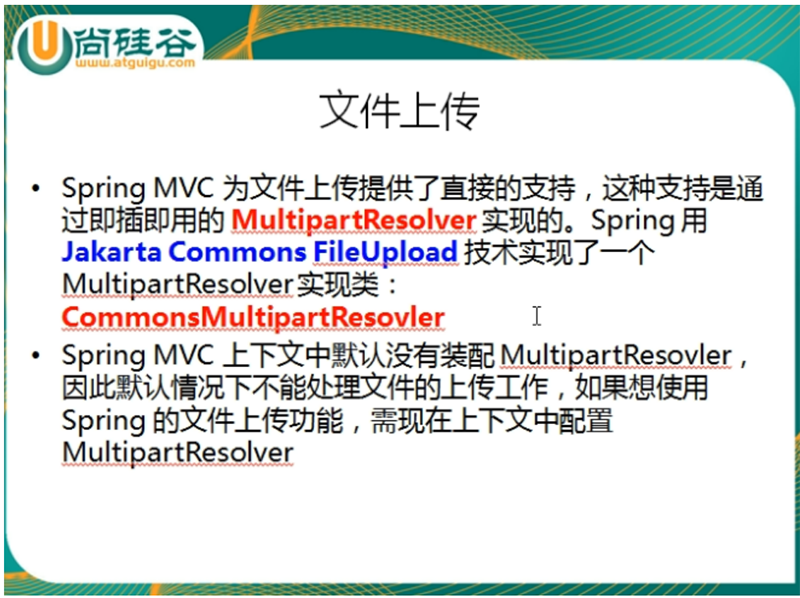 尚硅谷
www.atguigu.com
文件上传
• Spring MVC 为文件上传提供了直接的支持，这种支持是通
过即插即用的 MultipartResolver 实现的。Spring 用
Jakarta Commons FileUpload 技术实现了一个
MultipartResolver 实现类：
CommonsMultipartResovler
• Spring MVC 上下文中默认没有装配 MultipartResovler，
因此默认情况下不能处理文件的上传工作，如果想使用
Spring 的文件上传功能，需现在上下文中配置
MultipartResolver